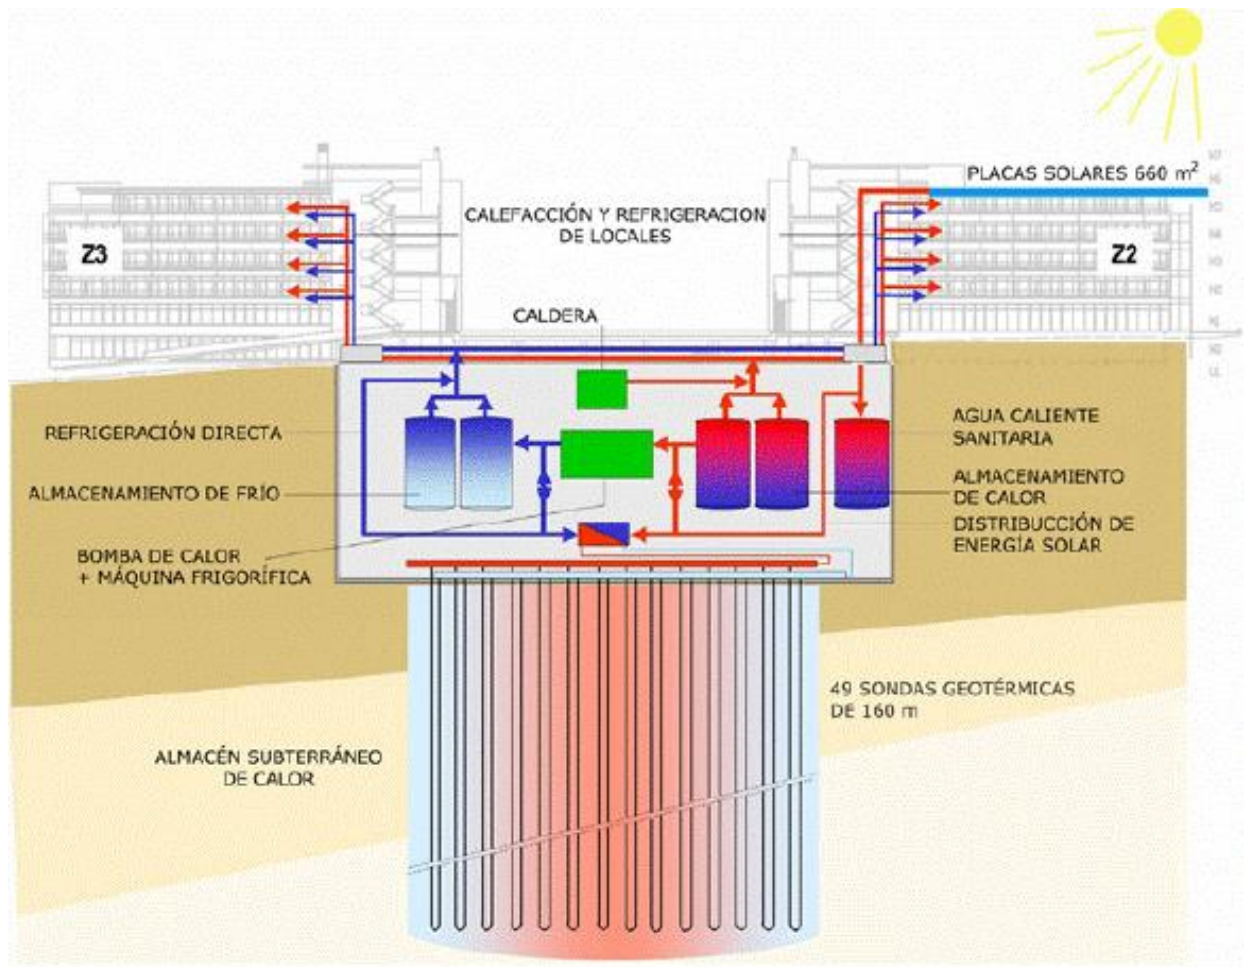 PLACAS SOLARES 660 m²
CALEFACCIÓN Y REFRIGERACION
DE LOCALES
Z3
Z2
CALDERA
REFRIGERACIÓN DIRECTA
AGUA CALIENTE
SANITARIA
ALMACENAMIENTO DE FRÍO
ALMACENAMIENTO
DE CALOR
DISTRIBUCCIÓN DE
ENERGÍA SOLAR
BOMBA DE CALOR
+ MÁQUINA FRIGORÍFICA
49 SONDAS GEOTÉRMICAS
DE 160 m
ALMACÉN SUBTERRÁNEO
DE CALOR